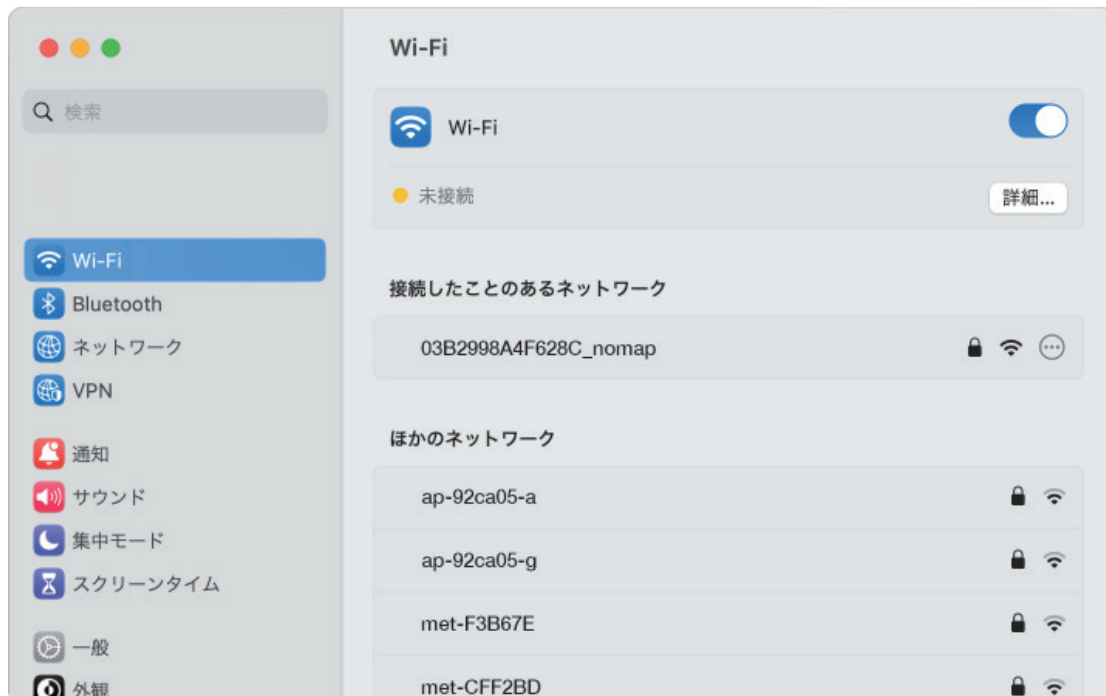 検索
Wi-Fi
Bluetooth
ネットワーク
VPN
通知
サウンド
集中モード
スクリーンタイム
一般
外観
Wi-Fi
Wi-Fi
未接続
詳細...
接続したことのあるネットワーク
03B2998A4F628C_nomap
ほかのネットワーク
ap-92ca05-a
ap-92ca05-g
met-F3B67E
met-CFF2BD